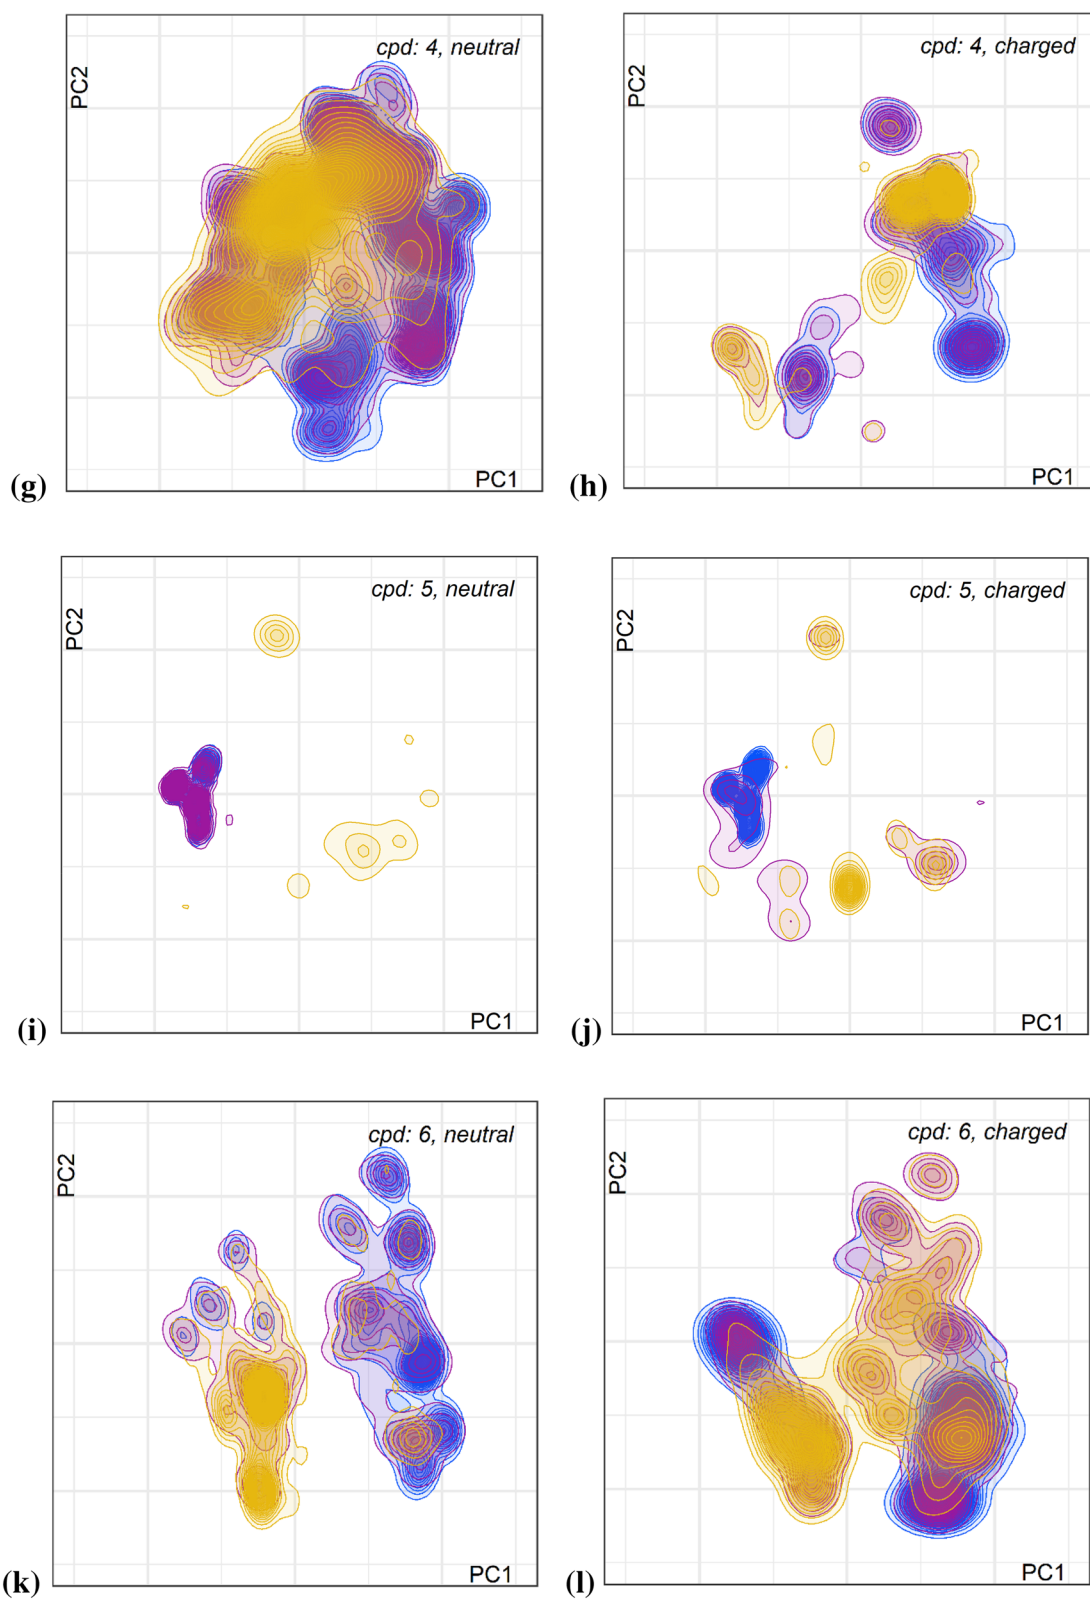 cpd: 4, neutral
PC2
PC1
(g)
cpd: 4, charged
PC2
PC1
(h)
cpd: 5, neutral
PC2
PC1
(i)
cpd: 5, charged
PC2
PC1
(j)
cpd: 6, neutral
PC2
PC1
(k)
cpd: 6, charged
PC2
PC1
(l)